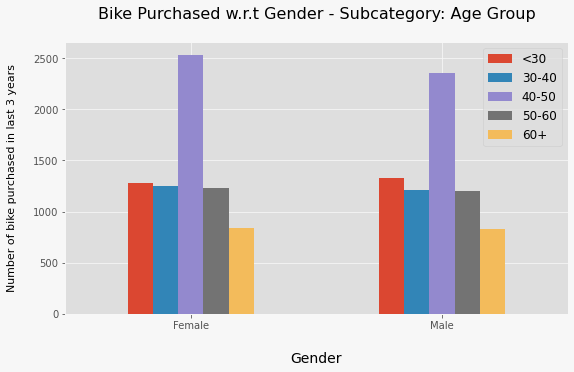 Bike Purchased w.r.t Gender - Subcategory: Age Group
Number of bike purchased in last 3 years
2500
2000
1500
1000
500
0
<30
30-40
40-50
50-60
60+
Female
Male
Gender